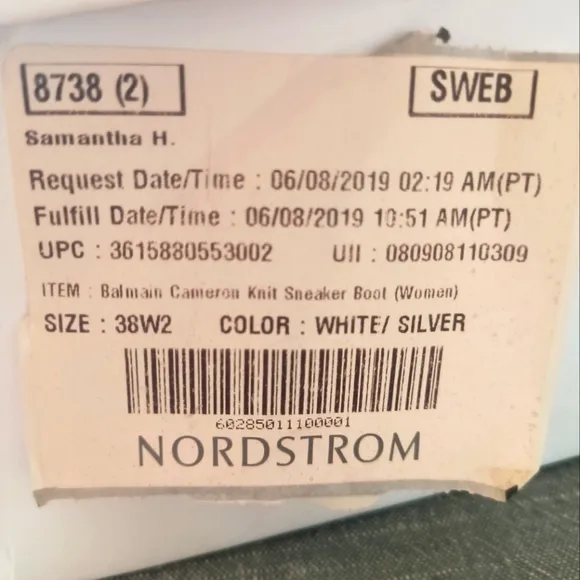 8738 (2)
SWEB
Samantha H.
Request Date/Time : 06/08/2019 02:19 AM(PT)
Fulfill Date/Time : 06/08/2019 10:51 AM(PT)
UPC : 3615880553002 UII : 080908110309
ITEM : Balmain Cameron Knit Sneaker Boot (Women)
SIZE : 38W2 COLOR : WHITE/ SILVER
60285011100001
NORDSTROM